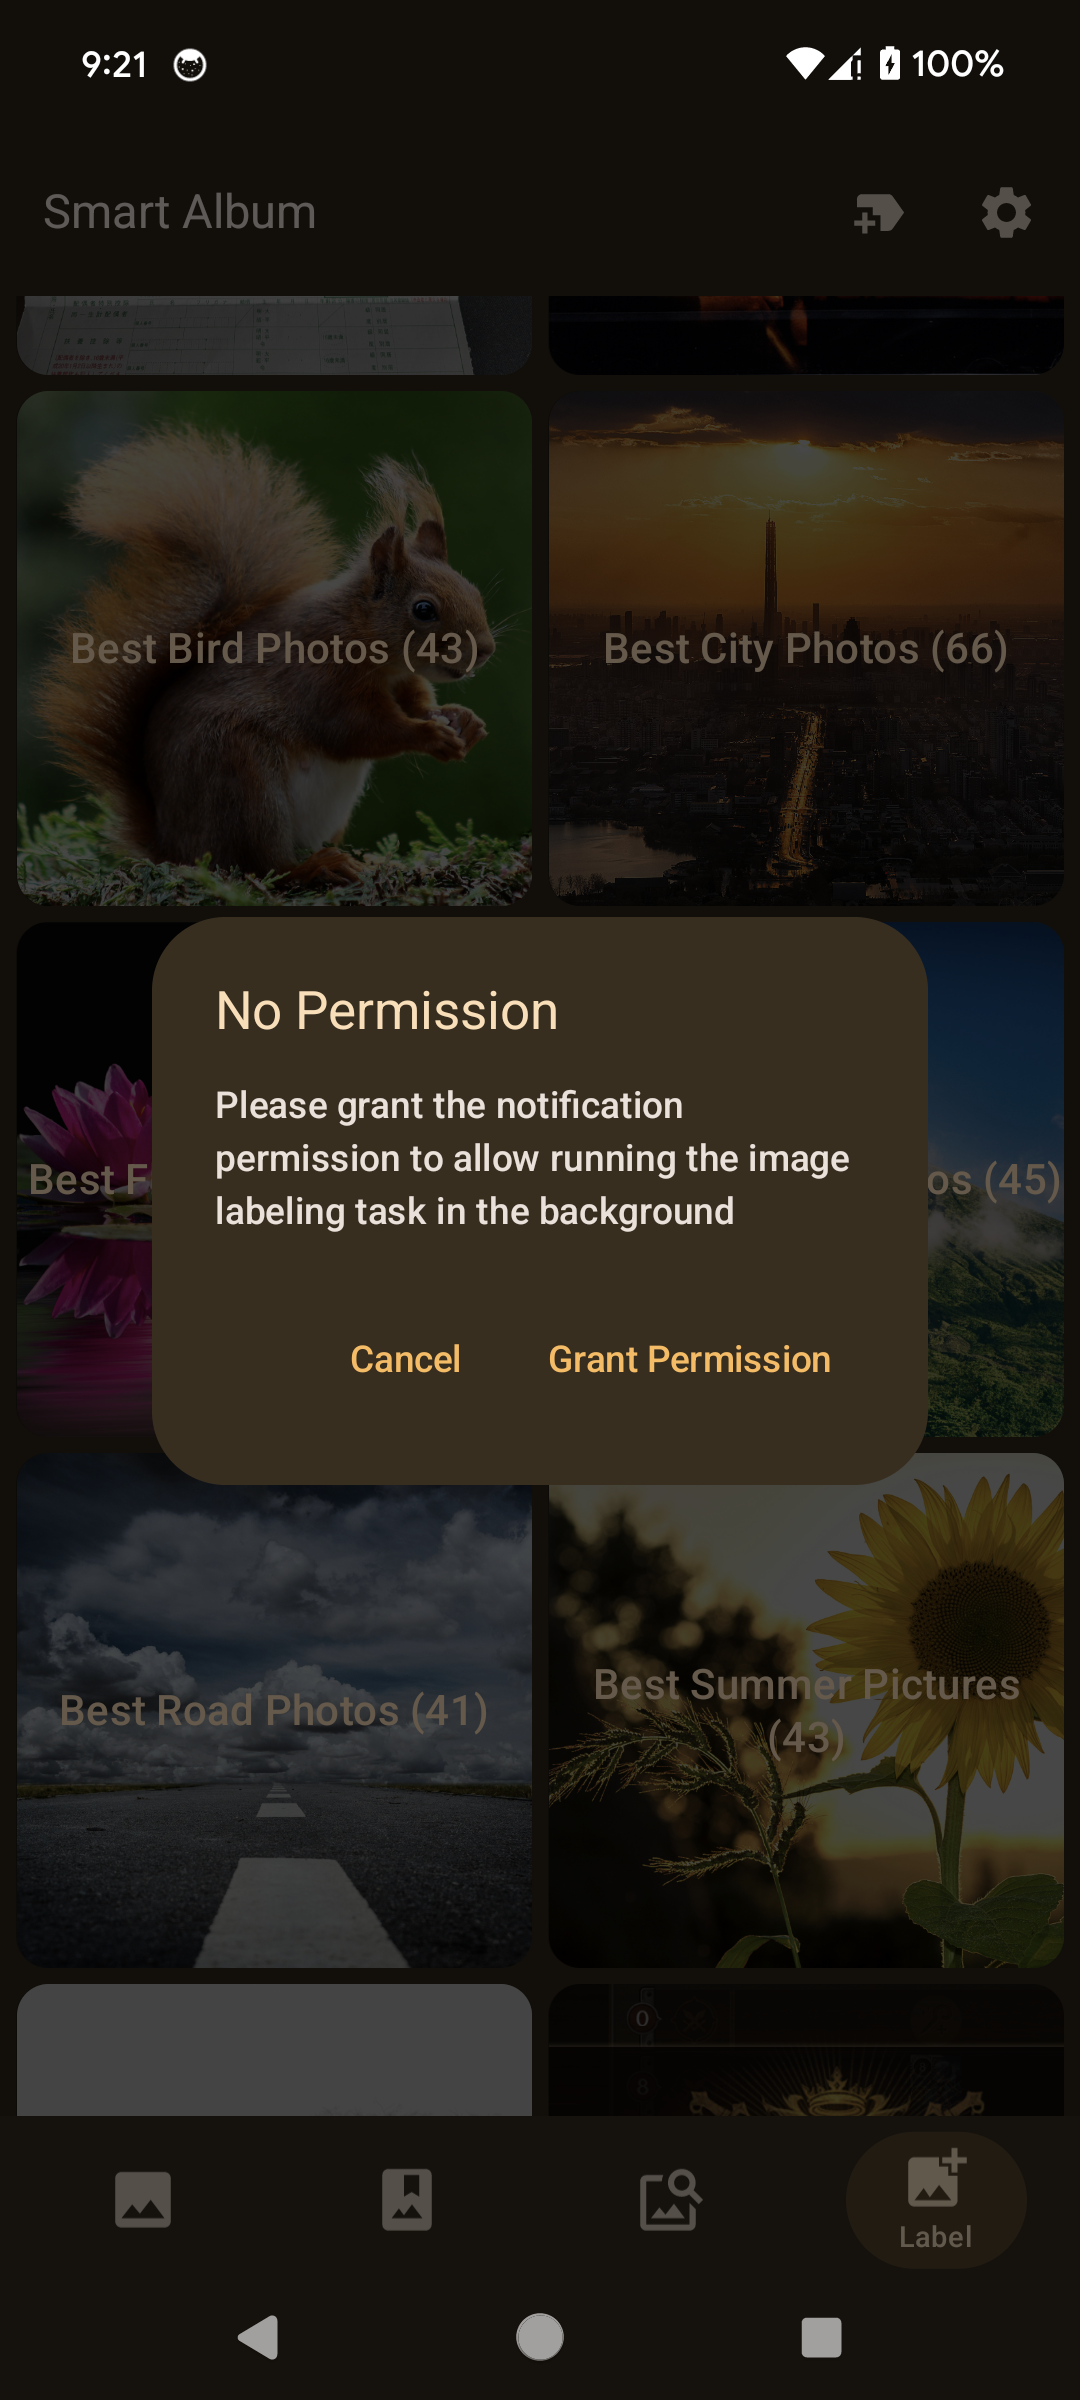 9:21
100%
Smart Album
Best Bird Photos (43)
Best City Photos (66)
No Permission
Please grant the notification
permission to allow running the image
labeling task in the background
Best F
os (45)
Cancel
Grant Permission
Best Road Photos (41)
Best Summer Pictures
(43)
0
8
Label